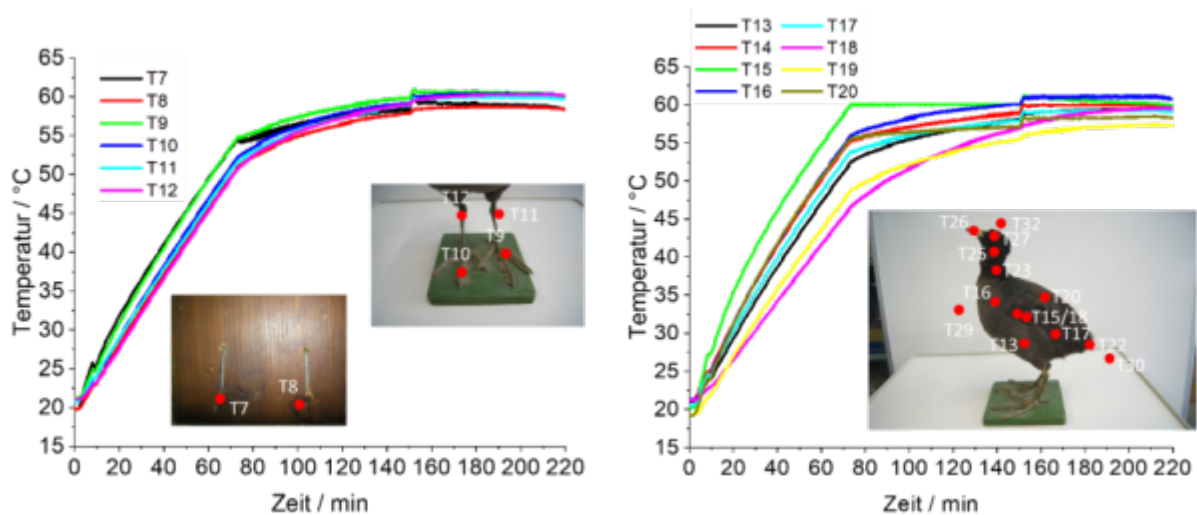 65
60
55
50
45
40
35
30
25
20
15
Temperatur / °C
T7
T8
T9
T10
T11
T12
T12
T11
T9
T10
T7
T8
0 20 40 60 80 100 120 140 160 180 200 220
Zeit / min
T13 T17
T14 T18
T15 T19
T16 T20
65
60
55
50
45
40
35
30
25
20
15
Temperatur / °C
T26 T32
T27
T25
T23
T16 T20
T15/18
T29 T17
T13 T22
T30
0 20 40 60 80 100 120 140 160 180 200 220
Zeit / min